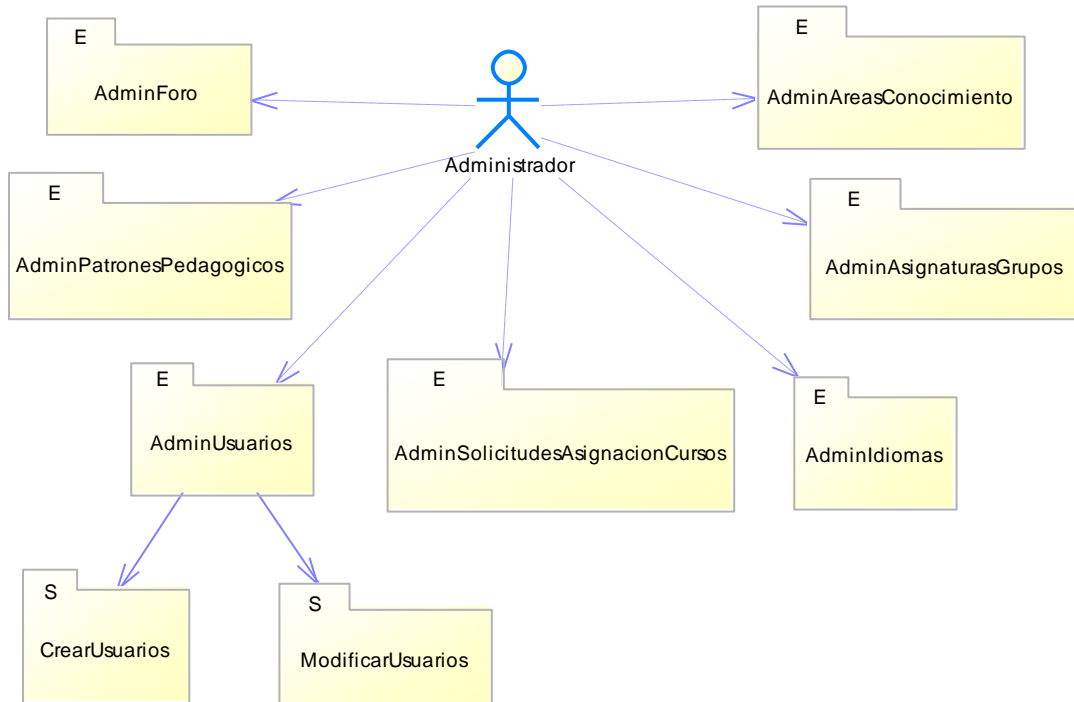 E
AdminForo
E
AdminAreasConocimiento
Administrador
E
AdminPatronesPedagogicos
E
AdminAsignaturasGrupos
E
AdminUsuarios
E
AdminSolicitudesAsignacionCursos
E
AdminIdiomas
S
CrearUsuarios
S
ModificarUsuarios